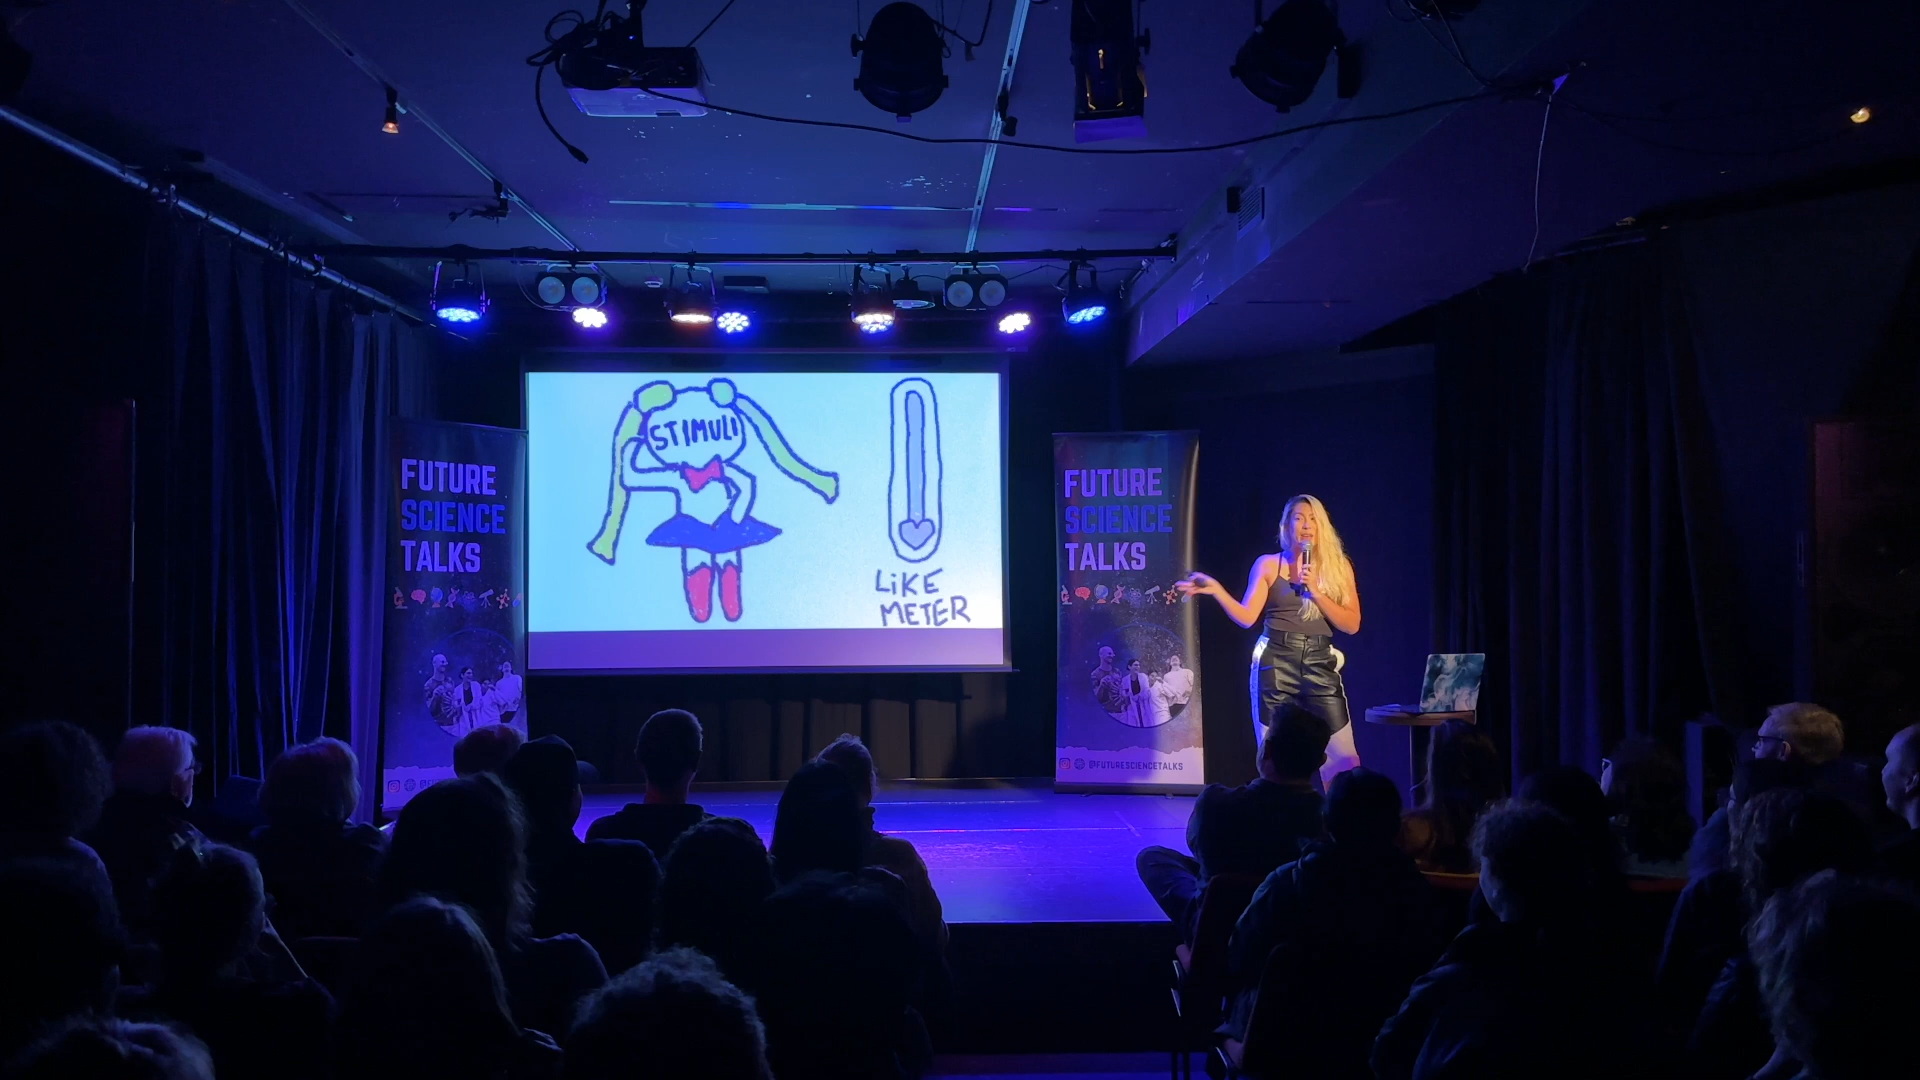 STIMULI
LIKE
METER
FUTURE
SCIENCE
TALKS
FUTURE
SCIENCE
TALKS
@FUTURESCIENCETALKS